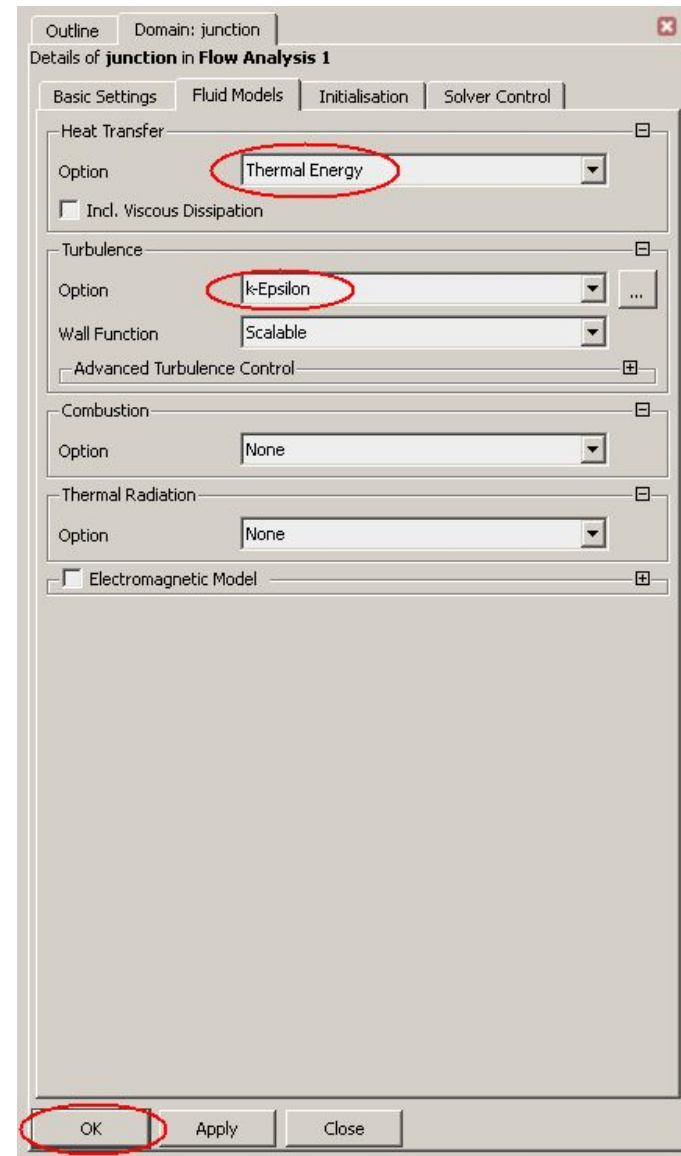 Outline Domain: junction
Details of junction in Flow Analysis 1
Basic Settings Fluid Models Initialisation Solver Control
Heat Transfer
Option Thermal Energy
Incl. Viscous Dissipation
Turbulence
Option k-Epsilon ...
Wall Function Scalable
Advanced Turbulence Control
Combustion
Option None
Thermal Radiation
Option None
Electromagnetic Model
OK Apply Close